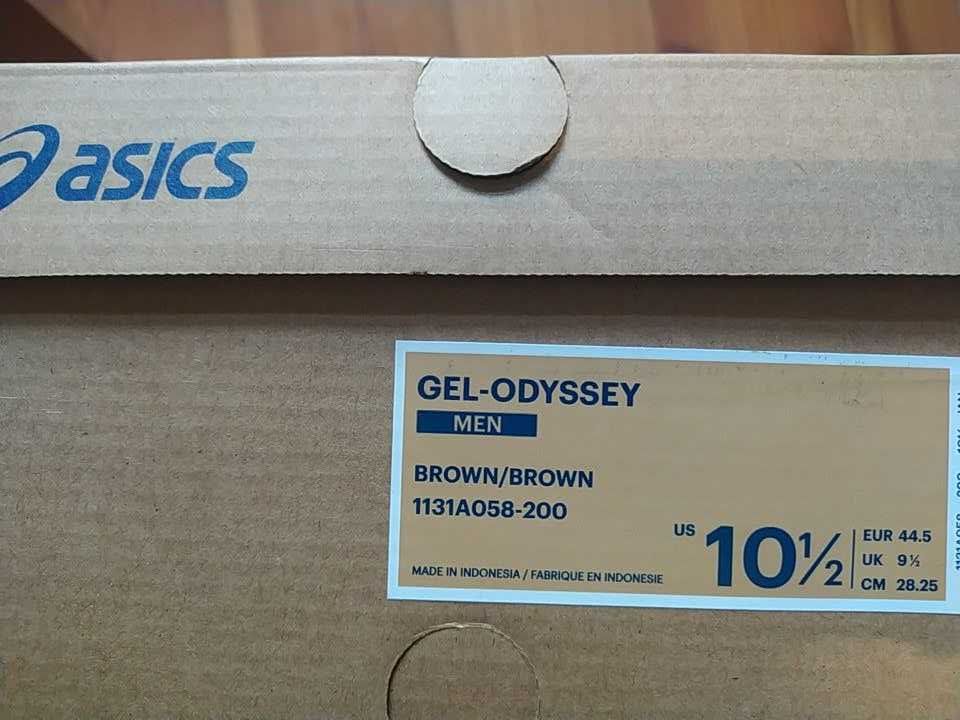 asics
GEL-ODYSSEY
MEN
BROWN/BROWN
1131A058-200
US 10½
EUR 44.5
UK 9½
CM 28.25
MADE IN INDONESIA / FABRIQUE EN INDONESIE